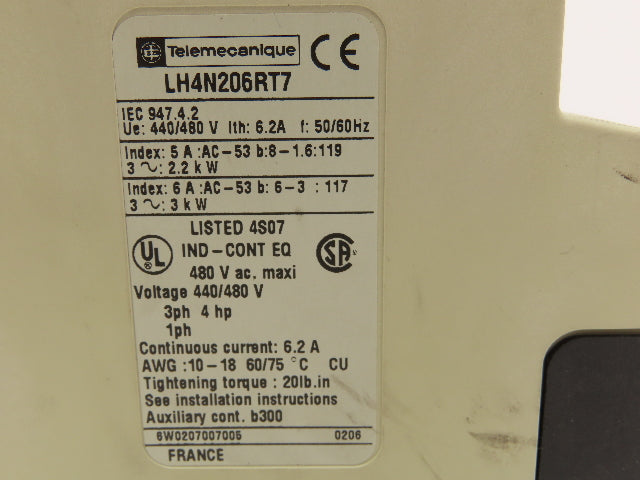 Telemecanique CE
LH4N206RT7
IEC 947.4.2
Ue: 440/480 V Ith: 6.2A f: 50/60Hz
Index: 5 A :AC-53 b:8-1.6:119
3 ∿: 2.2 kW
Index: 6 A :AC-53 b: 6-3 : 117
3 ∿: 3 kW
LISTED 4S07
UL IND-CONT EQ SA
480 V ac. maxi
Voltage 440/480 V
3ph 4 hp
1ph
Continuous current: 6.2 A
AWG :10-18 60/75 °C CU
Tightening torque : 20lb.in
See installation instructions
Auxiliary cont. b300
6W0207007005 0206
FRANCE